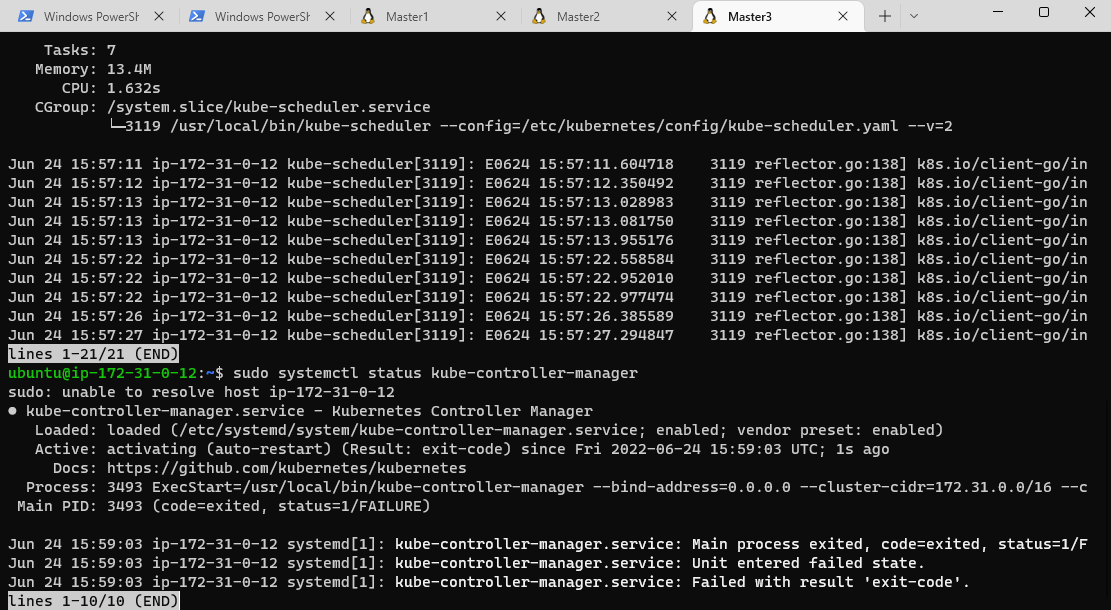 Windows PowerSh
Windows PowerSh
Master1
Master2
Master3
Tasks: 7
Memory: 13.4M
CPU: 1.632s
CGroup: /system.slice/kube-scheduler.service
└─3119 /usr/local/bin/kube-scheduler --config=/etc/kubernetes/config/kube-scheduler.yaml --v=2
Jun 24 15:57:11 ip-172-31-0-12 kube-scheduler[3119]: E0624 15:57:11.604718    3119 reflector.go:138] k8s.io/client-go/in
Jun 24 15:57:12 ip-172-31-0-12 kube-scheduler[3119]: E0624 15:57:12.350492    3119 reflector.go:138] k8s.io/client-go/in
Jun 24 15:57:13 ip-172-31-0-12 kube-scheduler[3119]: E0624 15:57:13.028983    3119 reflector.go:138] k8s.io/client-go/in
Jun 24 15:57:13 ip-172-31-0-12 kube-scheduler[3119]: E0624 15:57:13.081750    3119 reflector.go:138] k8s.io/client-go/in
Jun 24 15:57:13 ip-172-31-0-12 kube-scheduler[3119]: E0624 15:57:13.955176    3119 reflector.go:138] k8s.io/client-go/in
Jun 24 15:57:22 ip-172-31-0-12 kube-scheduler[3119]: E0624 15:57:22.558584    3119 reflector.go:138] k8s.io/client-go/in
Jun 24 15:57:22 ip-172-31-0-12 kube-scheduler[3119]: E0624 15:57:22.952010    3119 reflector.go:138] k8s.io/client-go/in
Jun 24 15:57:22 ip-172-31-0-12 kube-scheduler[3119]: E0624 15:57:22.977474    3119 reflector.go:138] k8s.io/client-go/in
Jun 24 15:57:26 ip-172-31-0-12 kube-scheduler[3119]: E0624 15:57:26.385589    3119 reflector.go:138] k8s.io/client-go/in
Jun 24 15:57:27 ip-172-31-0-12 kube-scheduler[3119]: E0624 15:57:27.294847    3119 reflector.go:138] k8s.io/client-go/in
lines 1-21/21 (END)
ubuntu@ip-172-31-0-12:~$ sudo systemctl status kube-controller-manager
sudo: unable to resolve host ip-172-31-0-12
● kube-controller-manager.service - Kubernetes Controller Manager
Loaded: loaded (/etc/systemd/system/kube-controller-manager.service; enabled; vendor preset: enabled)
Active: activating (auto-restart) (Result: exit-code) since Fri 2022-06-24 15:59:03 UTC; 1s ago
Docs: https://github.com/kubernetes/kubernetes
Process: 3493 ExecStart=/usr/local/bin/kube-controller-manager --bind-address=0.0.0.0 --cluster-cidr=172.31.0.0/16 --c
Main PID: 3493 (code=exited, status=1/FAILURE)
Jun 24 15:59:03 ip-172-31-0-12 systemd[1]: kube-controller-manager.service: Main process exited, code=exited, status=1/F
Jun 24 15:59:03 ip-172-31-0-12 systemd[1]: kube-controller-manager.service: Unit entered failed state.
Jun 24 15:59:03 ip-172-31-0-12 systemd[1]: kube-controller-manager.service: Failed with result 'exit-code'.
lines 1-10/10 (END)